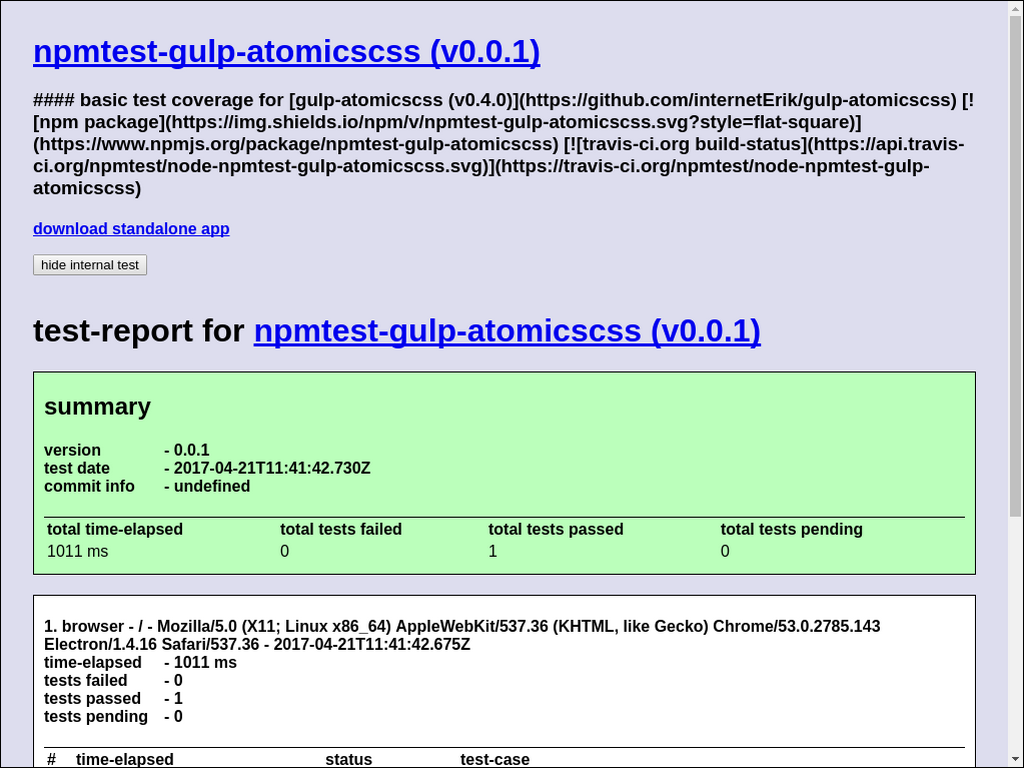 npmtest-gulp-atomicscss (v0.0.1)
#### basic test coverage for [gulp-atomicscss (v0.4.0)](https://github.com/internetErik/gulp-atomicscss) [!
[npm package](https://img.shields.io/npm/v/npmtest-gulp-atomicscss.svg?style=flat-square)]
(https://www.npmjs.org/package/npmtest-gulp-atomicscss) [![travis-ci.org build-status](https://api.travis-
ci.org/npmtest/node-npmtest-gulp-atomicscss.svg)](https://travis-ci.org/npmtest/node-npmtest-gulp-
atomicscss)
download standalone app
hide internal test
test-report for npmtest-gulp-atomicscss (v0.0.1)
summary
version - 0.0.1
test date - 2017-04-21T11:41:42.730Z
commit info - undefined
total time-elapsed total tests failed total tests passed total tests pending
1011 ms 0 1 0
1. browser - / - Mozilla/5.0 (X11; Linux x86_64) AppleWebKit/537.36 (KHTML, like Gecko) Chrome/53.0.2785.143
Electron/1.4.16 Safari/537.36 - 2017-04-21T11:41:42.675Z
time-elapsed - 1011 ms
tests failed - 0
tests passed - 1
tests pending - 0
# time-elapsed status test-case